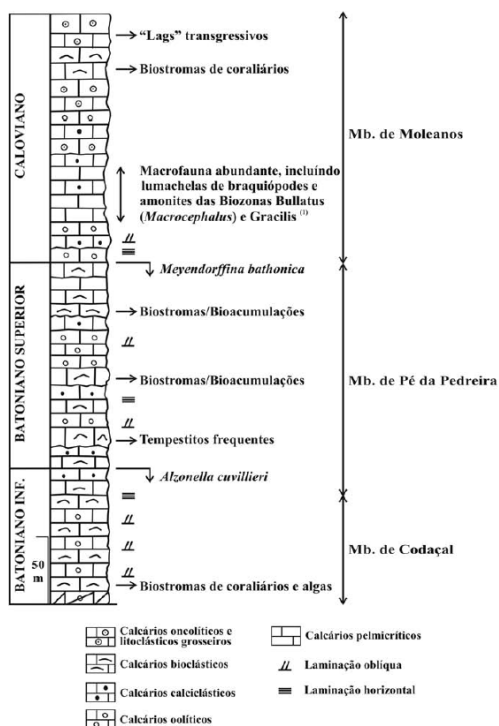 CALOVIANO
BATONIANO SUPERIOR
BATONIANO INF.
50
m
“Lags” transgressivos
Biostromas de coraliários
Macrofauna abundante, incluíndo
lumachelas de braquiópodes e
amonites das Biozonas Bullatus
(Macrocephalus) e Gracilis (1)
Meyendorffina bathonica
Biostromas/Bioacumulações
Biostromas/Bioacumulações
Tempestitos frequentes
Alzonella cuvillieri
Biostromas de coraliários e algas
Mb. de Moleanos
Mb. de Pé da Pedreira
Mb. de Codaçal
Calcários oncolíticos e
litoclásticos grosseiros
Calcários bioclásticos
Calcários calciclásticos
Calcários oolíticos
Calcários pelmicríticos
Laminação oblíqua
Laminação horizontal